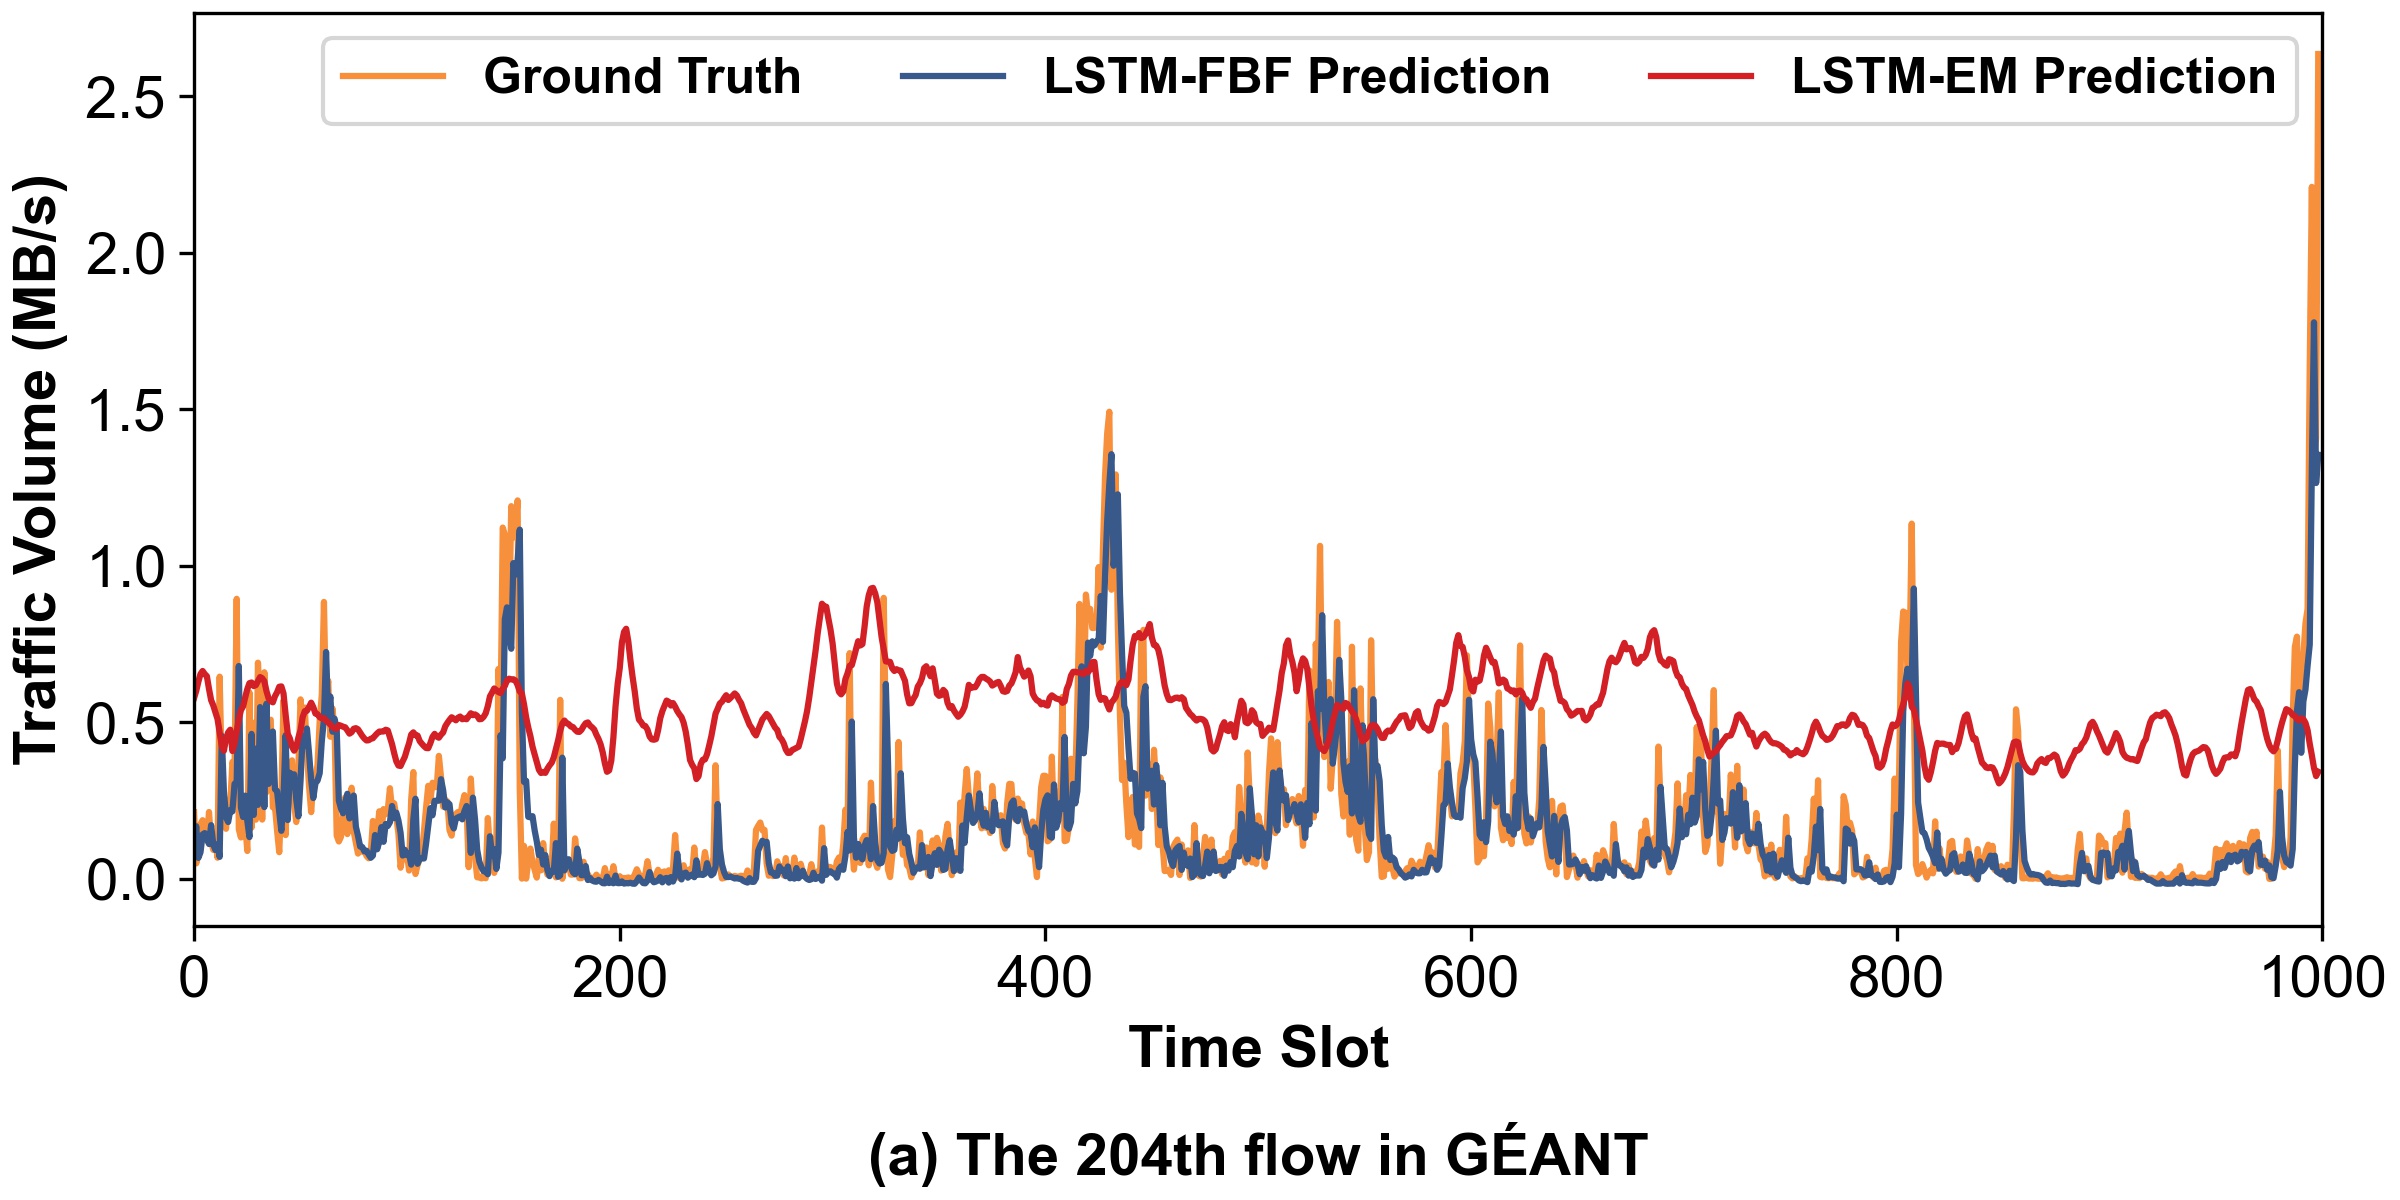 Ground Truth LSTM-FBF Prediction LSTM-EM Prediction
2.5
2.0
1.5
1.0
0.5
0.0
Traffic Volume (MB/s)
0 200 400 600 800 1000
Time Slot
(a) The 204th flow in GÉANT